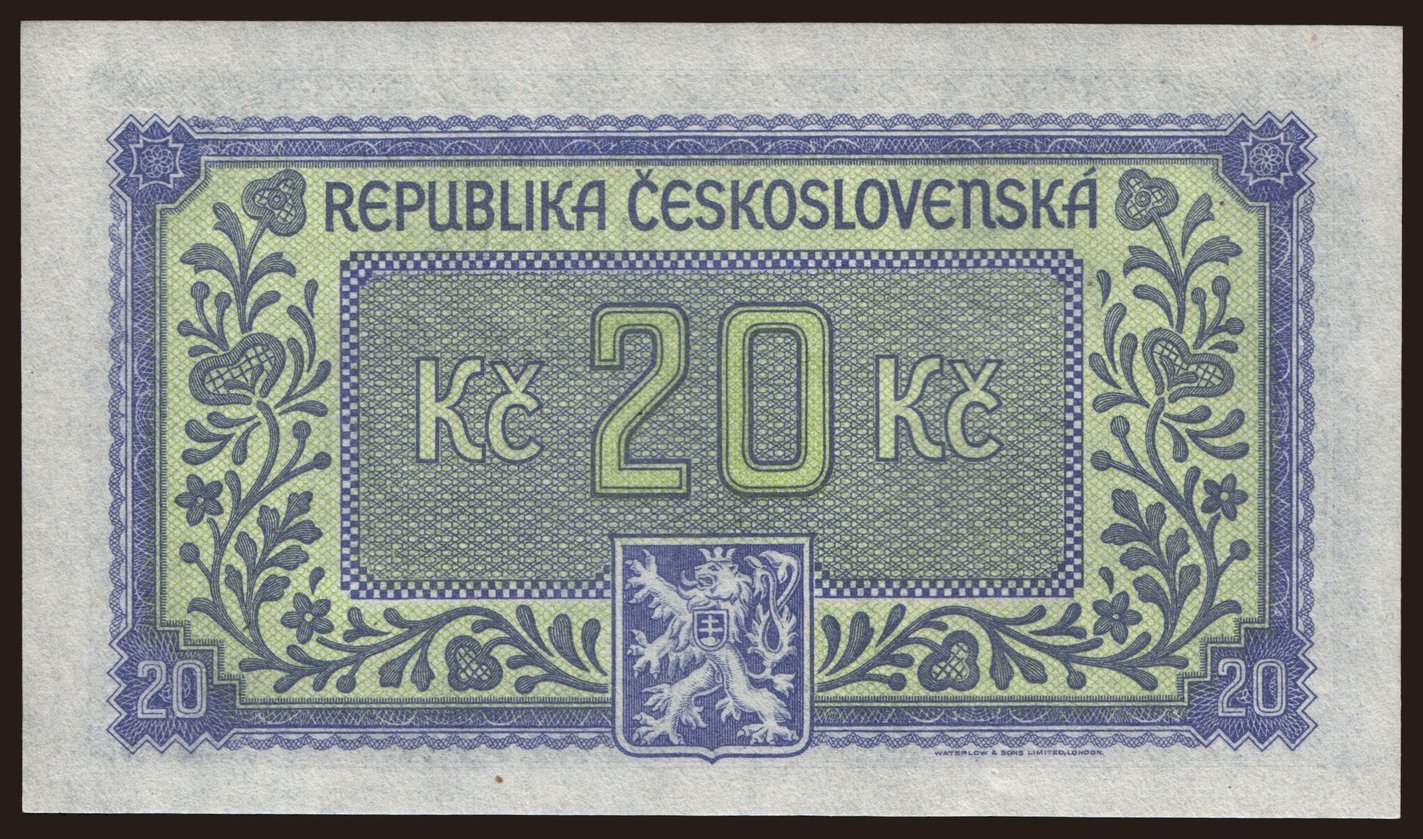 REPUBLIKA ČESKOSLOVENSKÁ
Kč 20 Kč
20 20
WATERLOW & SONS LIMITED, LONDON.